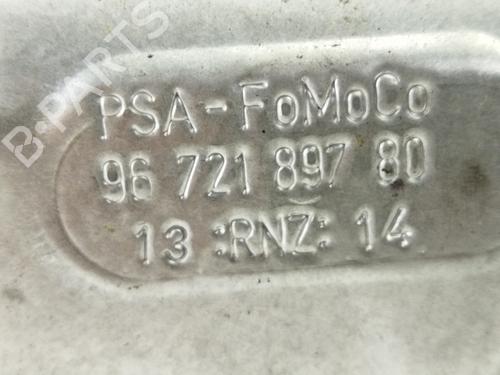 B-PARTS
PSA-FoMoCo
96 721 897 80
13 :RNZ: 14